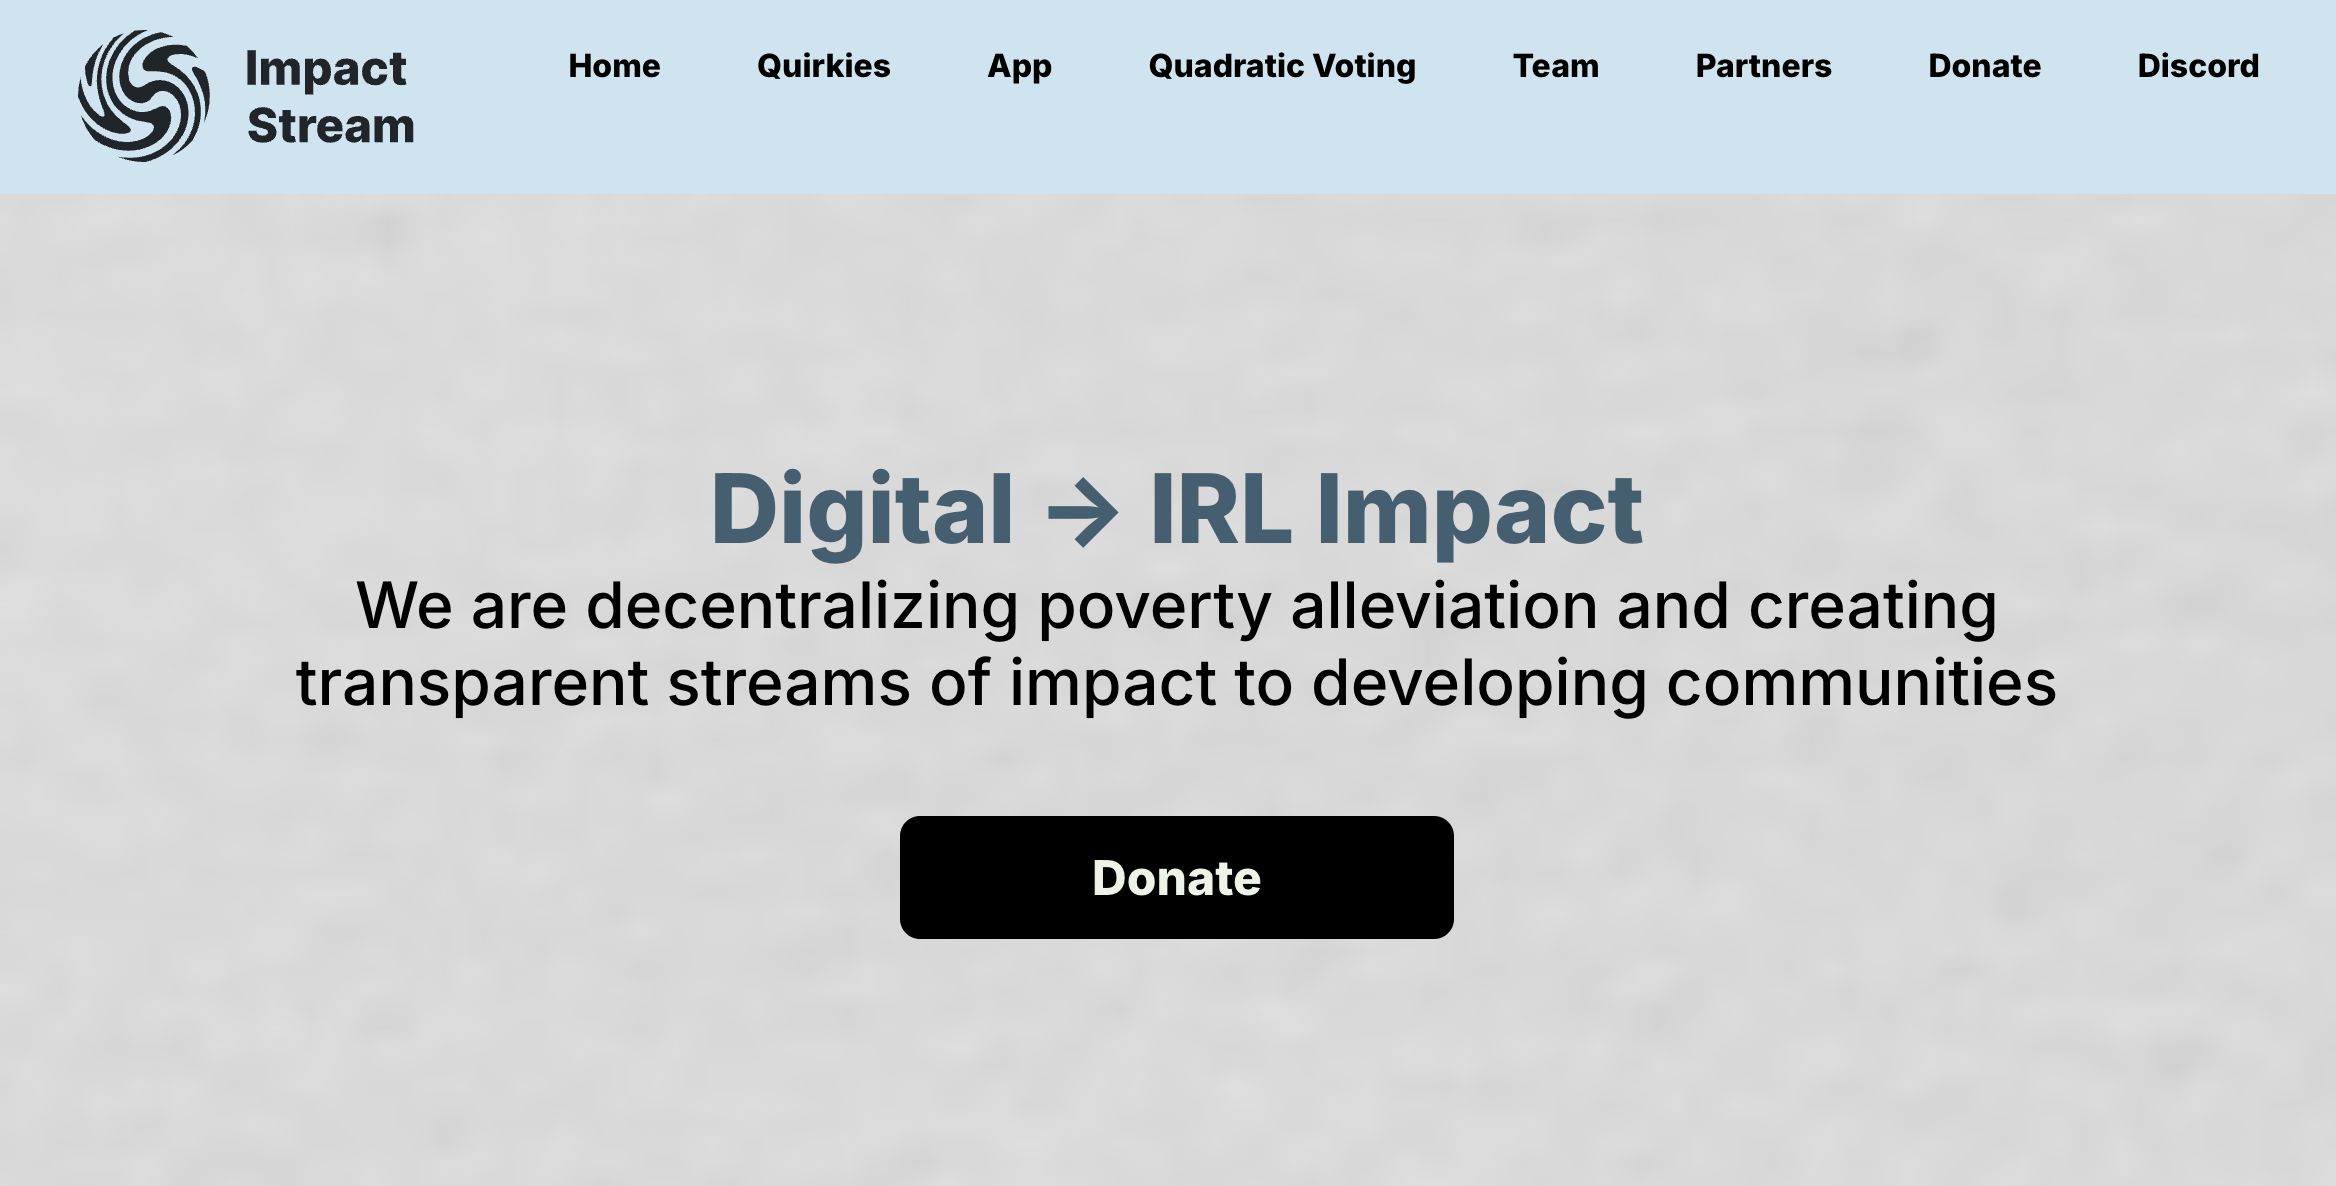 Impact
Stream
Home Quirkies App Quadratic Voting Team Partners Donate Discord
Digital → IRL Impact
We are decentralizing poverty alleviation and creating
transparent streams of impact to developing communities
Donate